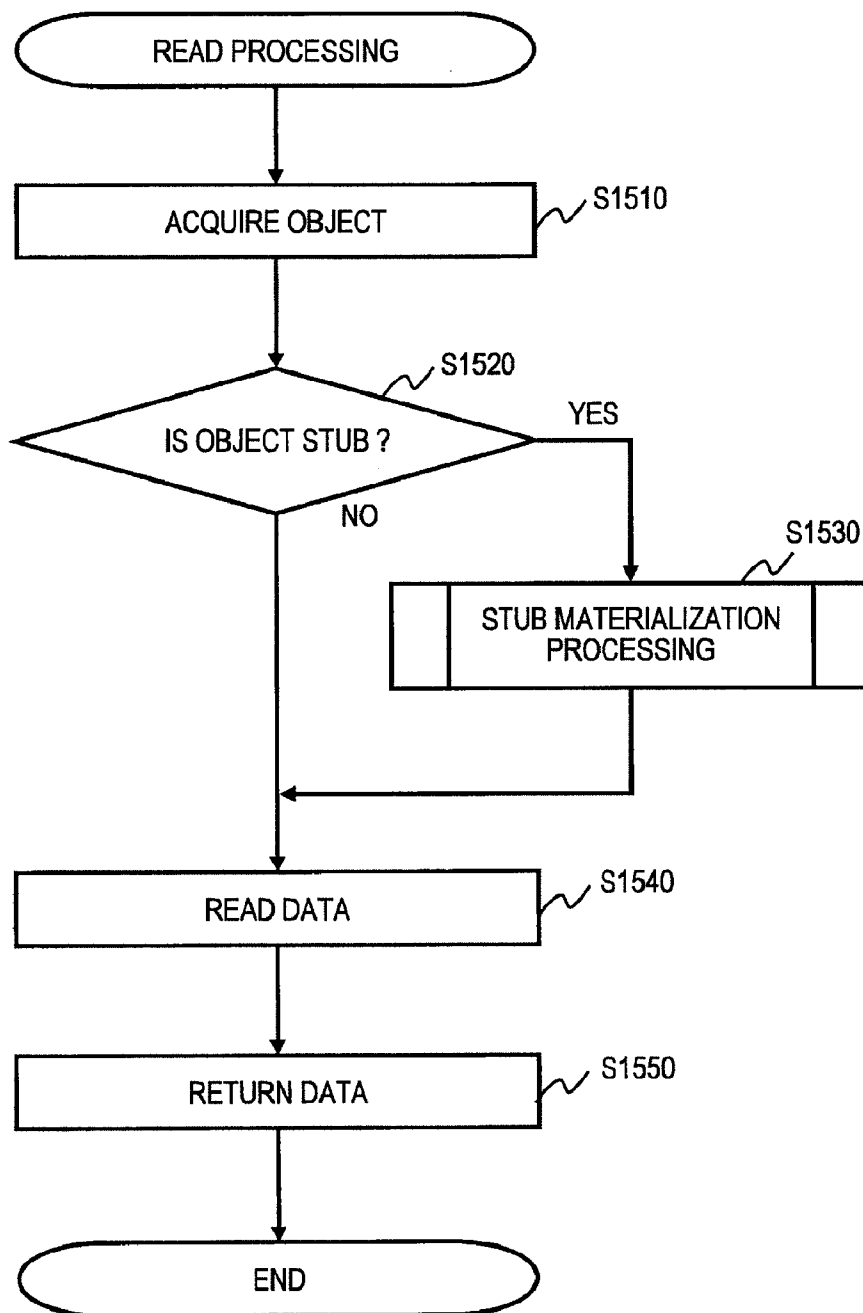 READ PROCESSING
ACQUIRE OBJECT
S1510
S1520
IS OBJECT STUB ?
YES
NO
S1530
STUB MATERIALIZATION
PROCESSING
READ DATA
S1540
RETURN DATA
S1550
END